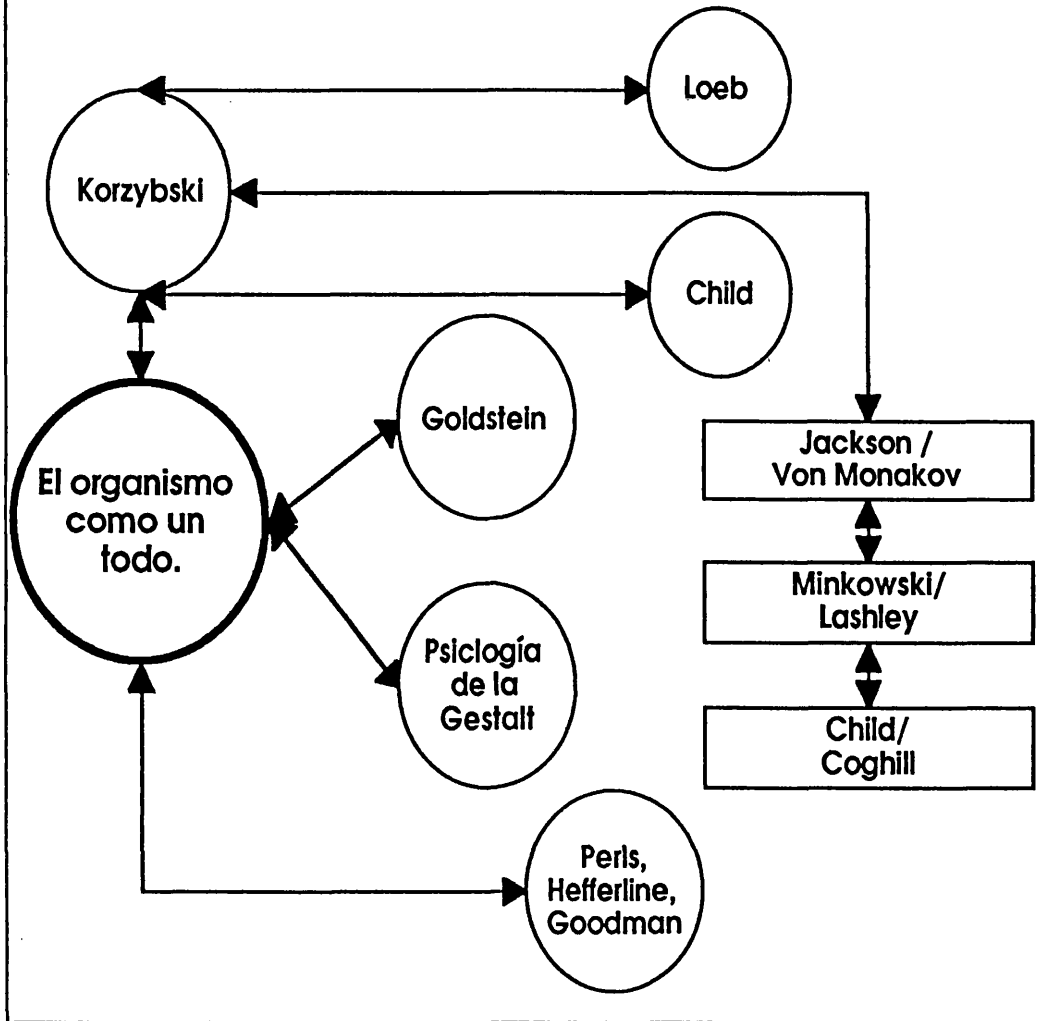 Loeb
Korzybski
Child
Goldstein
El organismo
como un
todo.
Jackson /
Von Monakov
Minkowski/
Lashley
Psiclogía
de la
Gestalt
Child/
Coghill
Perls,
Hefferline,
Goodman